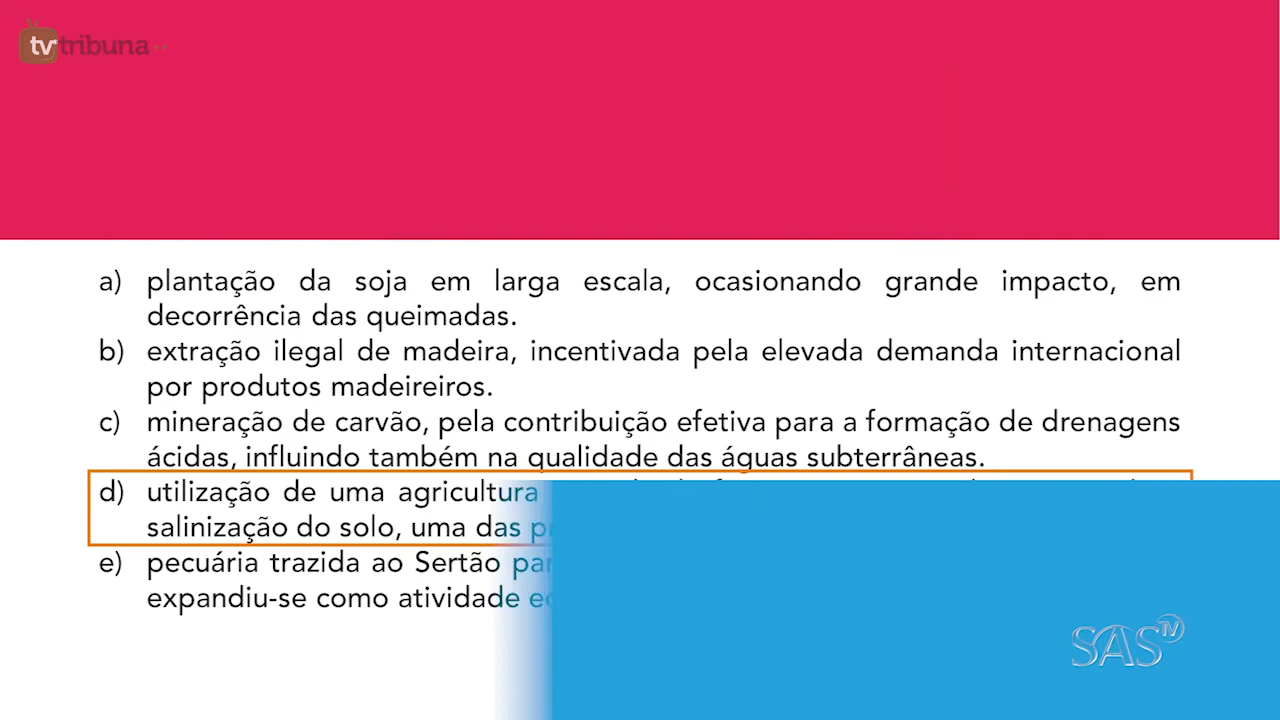 tv tribuna
a) plantação da soja em larga escala, ocasionando grande impacto, em
decorrência das queimadas.
b) extração ilegal de madeira, incentivada pela elevada demanda internacional
por produtos madeireiros.
c) mineração de carvão, pela contribuição efetiva para a formação de drenagens
ácidas, influindo também na qualidade das águas subterrâneas.
d) utilização de uma agricultura
salinização do solo, uma das
e) pecuária trazida ao Sertão
expandiu-se como atividade
SAS TV